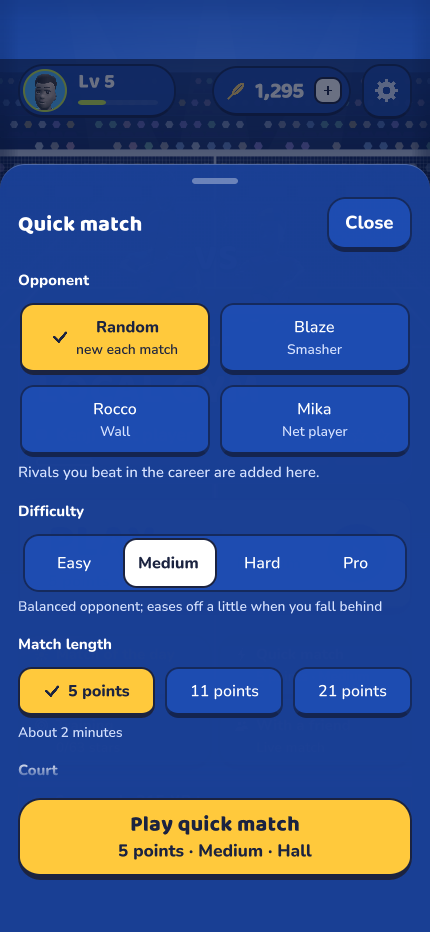 Lv 5
1,295
+
Quick match
Close
Opponent
Random
new each match
Blaze
Smasher
Rocco
Wall
Mika
Net player
Rivals you beat in the career are added here.
Difficulty
Easy
Medium
Hard
Pro
Balanced opponent; eases off a little when you fall behind
Match length
5 points
11 points
21 points
About 2 minutes
Court
Play quick match
5 points · Medium · Hall